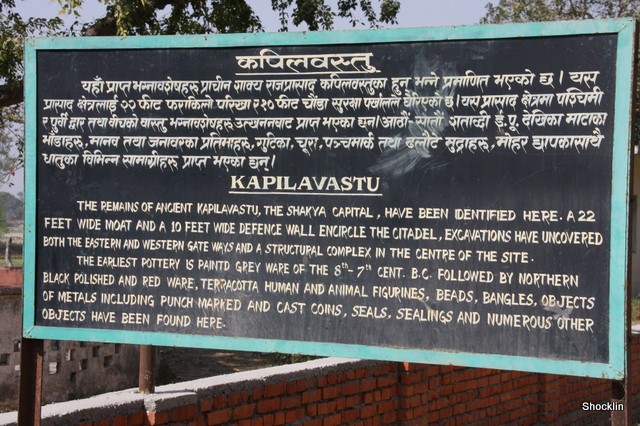 कपिलवस्तु
यहाँ प्राप्त भग्नावशेषहरू प्राचीन शाक्य राजप्रासाद कपिलवस्तुका हुन् भन्ने प्रमाणित भएको छ। यस
प्रासाद क्षेत्रलाई २२ फीट फराकिलो परिखा र १० फीट चौडा सुरक्षा पर्खालले घेरिएको छ। यस प्रासाद क्षेत्रमा पश्चिमी
र पूर्वी द्वार तथा बीचको वास्तु भग्नावशेषहरू उत्खननबाट प्राप्त भएका छन्। आठौं सातौं शताब्दी ई.पू. देखिका माटाका
भाँडाहरू, मानव तथा जनावरका प्रतिमाहरू, गुटिका, चूरा, पञ्चमार्क तथा ढलौट मुद्राहरू, मोहर छापका साथै
धातुका विभिन्न सामाग्रीहरू प्राप्त भएका छन्।
KAPILAVASTU
THE REMAINS OF ANCIENT KAPILAVASTU, THE SHAKYA CAPITAL, HAVE BEEN IDENTIFIED HERE. A 22
FEET WIDE MOAT AND A 10 FEET WIDE DEFENCE WALL ENCIRCLE THE CITADEL, EXCAVATIONS HAVE UNCOVERED
BOTH THE EASTERN AND WESTERN GATE WAYS AND A STRUCTURAL COMPLEX IN THE CENTRE OF THE SITE.
THE EARLIEST POTTERY IS PAINTD GREY WARE OF THE 8th-7th CENT. B.C. FOLLOWED BY NORTHERN
BLACK POLISHED AND RED WARE, TERRACOTTA HUMAN AND ANIMAL FIGURINES, BEADS, BANGLES, OBJECTS
OF METALS INCLUDING PUNCH MARKED AND CAST COINS, SEALS, SEALINGS AND NUMEROUS OTHER
OBJECTS HAVE BEEN FOUND HERE.
Shocklin